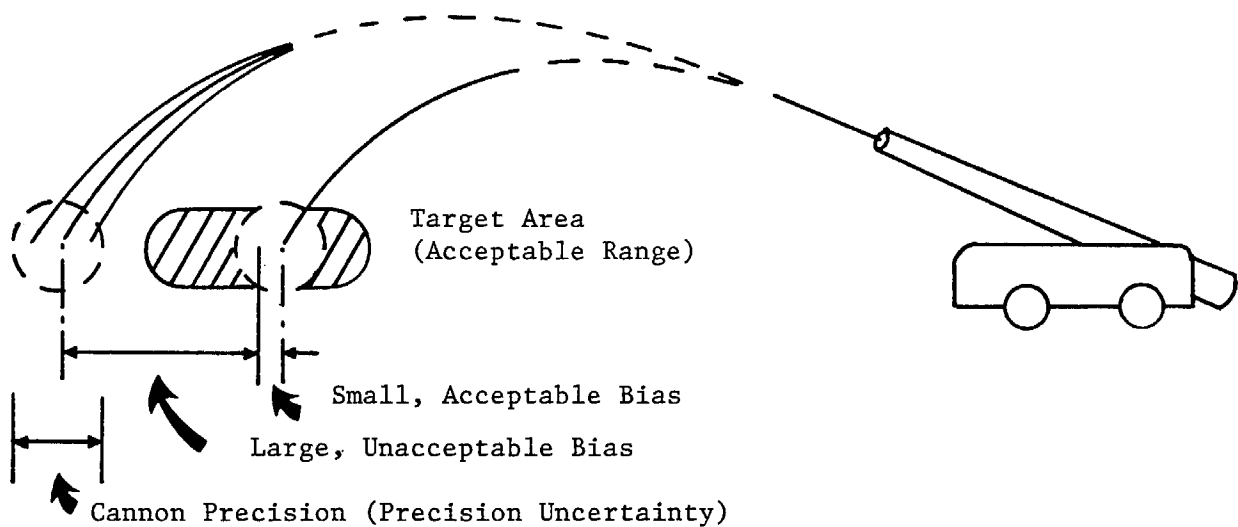 Target Area
(Acceptable Range)
Small, Acceptable Bias
Large, Unacceptable Bias
Cannon Precision (Precision Uncertainty)